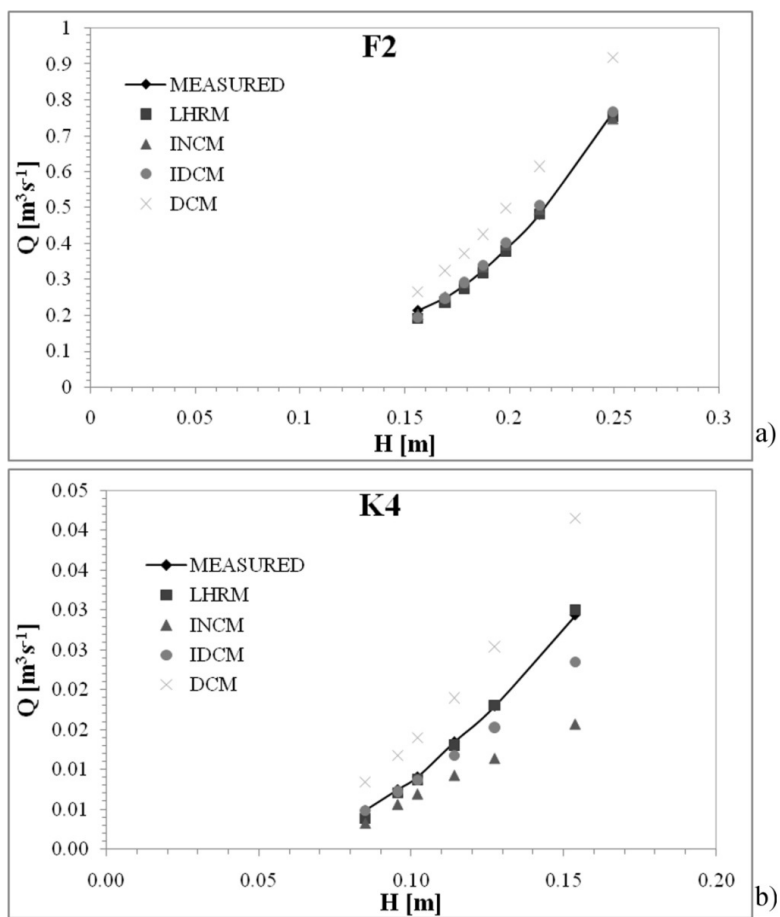 F2
1
0.9
0.8
0.7
0.6
0.5
0.4
0.3
0.2
0.1
0
Q [m³s⁻¹]
MEASURED
LHRM
INCM
IDCM
DCM
0 0.05 0.1 0.15 0.2 0.25 0.3
H [m]
a)
K4
0.05
0.04
0.04
0.03
0.03
0.02
0.02
0.01
0.01
0.00
Q [m³s⁻¹]
MEASURED
LHRM
INCM
IDCM
DCM
0.00 0.05 0.10 0.15 0.20
H [m]
b)